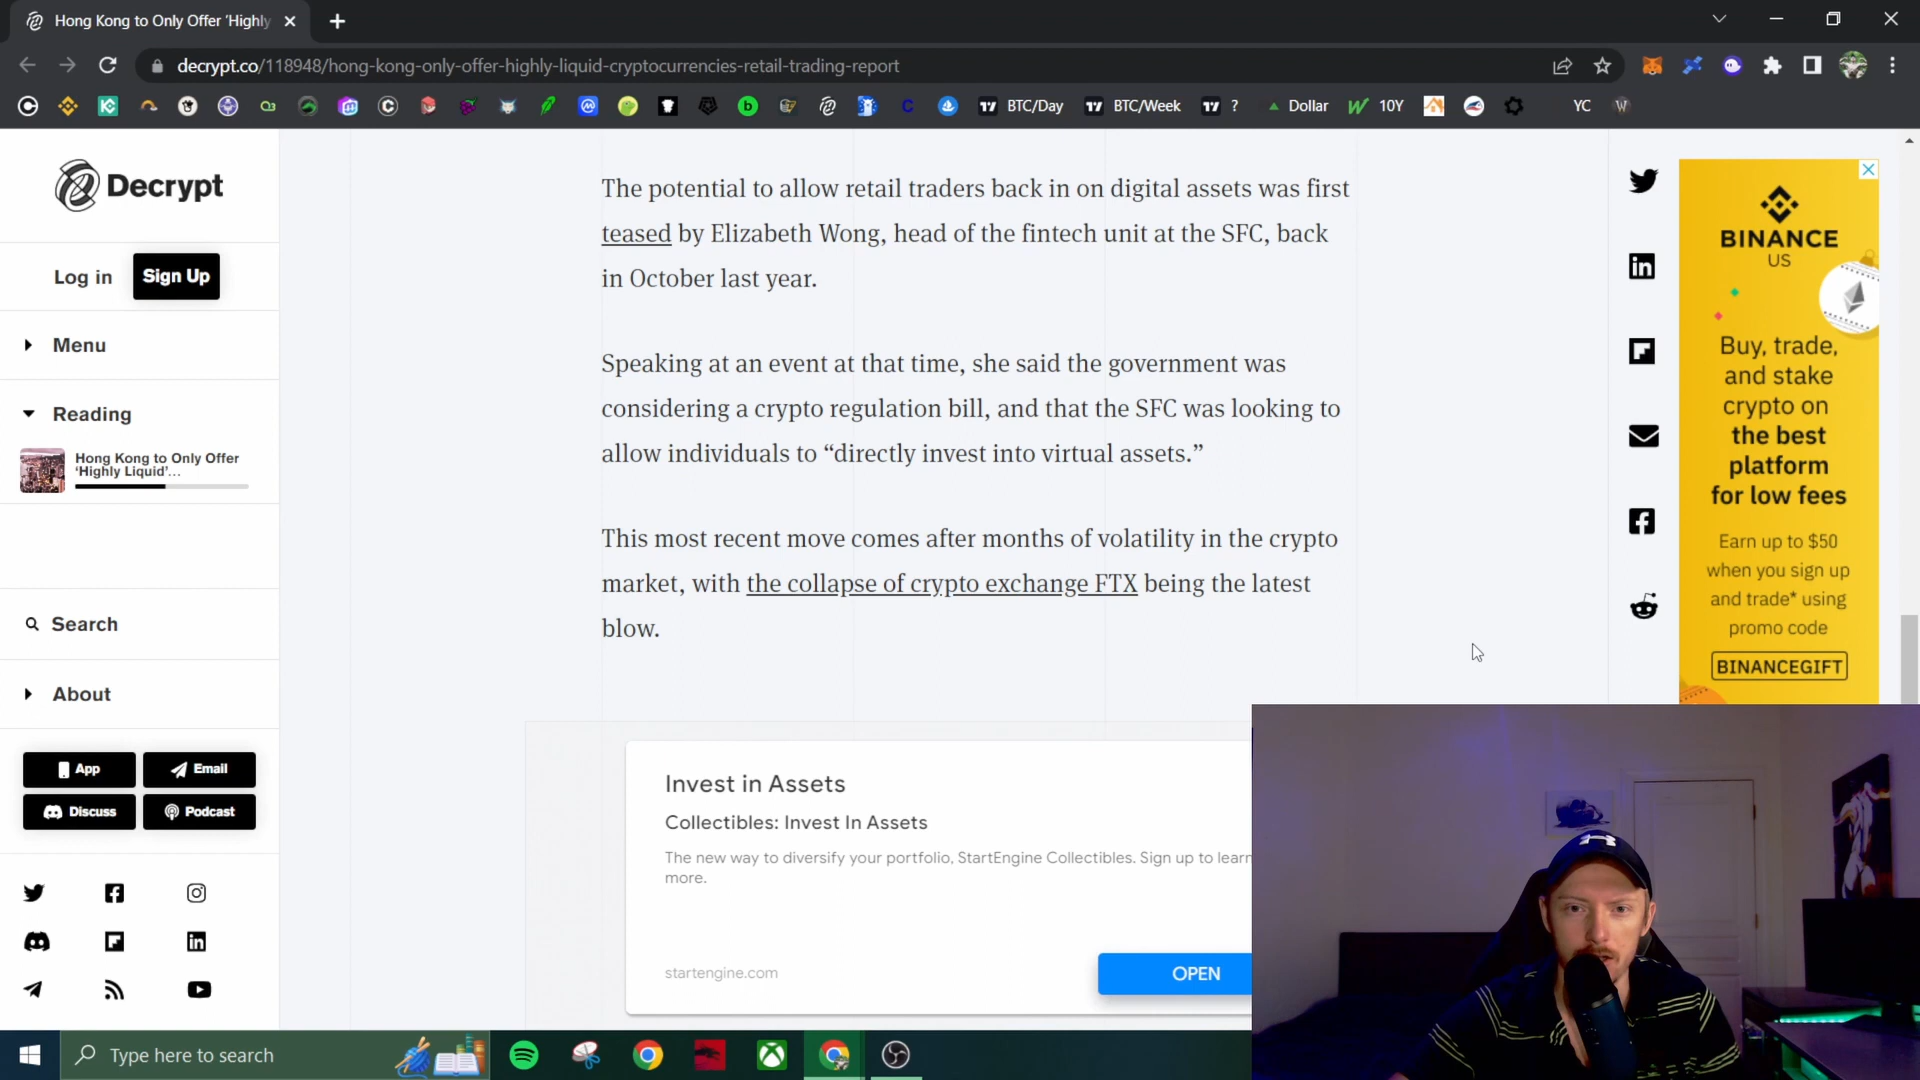 Hong Kong to Only Offer 'Highly
decrypt.co/118948/hong-kong-only-offer-highly-liquid-cryptocurrencies-retail-trading-report
BTC/Day
BTC/Week
?
Dollar
10Y
YC
Decrypt
Log in
Sign Up
Menu
Reading
Hong Kong to Only Offer
‘Highly Liquid’…
Search
About
App
Email
Discuss
Podcast
The potential to allow retail traders back in on digital assets was first
teased by Elizabeth Wong, head of the fintech unit at the SFC, back
in October last year.
Speaking at an event at that time, she said the government was
considering a crypto regulation bill, and that the SFC was looking to
allow individuals to “directly invest into virtual assets.”
This most recent move comes after months of volatility in the crypto
market, with the collapse of crypto exchange FTX being the latest
blow.
Invest in Assets
Collectibles: Invest In Assets
The new way to diversify your portfolio, StartEngine Collectibles. Sign up to learn
more.
startengine.com
OPEN
BINANCE
US
Buy, trade,
and stake
crypto on
the best
platform
for low fees
Earn up to $50
when you sign up
and trade* using
promo code
BINANCEGIFT
Type here to search